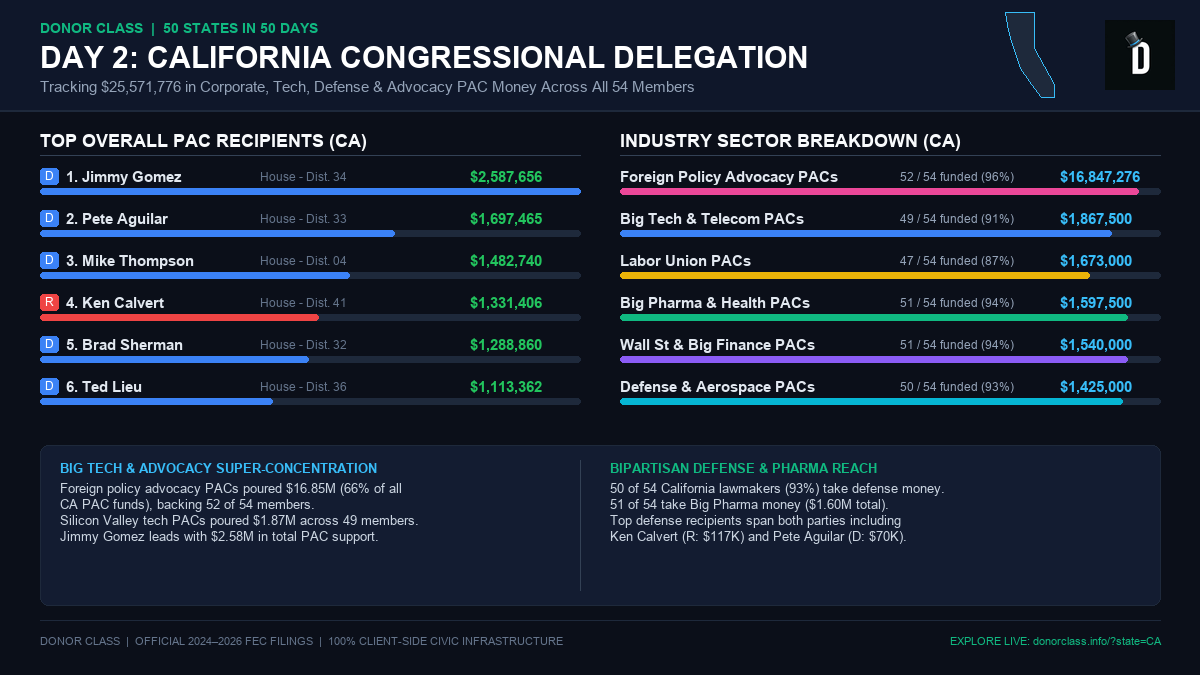 DONOR CLASS | 50 STATES IN 50 DAYS
DAY 2: CALIFORNIA CONGRESSIONAL DELEGATION
Tracking $25,571,776 in Corporate, Tech, Defense & Advocacy PAC Money Across All 54 Members
D
TOP OVERALL PAC RECIPIENTS (CA)
D 1. Jimmy Gomez House - Dist. 34 $2,587,656
D 2. Pete Aguilar House - Dist. 33 $1,697,465
D 3. Mike Thompson House - Dist. 04 $1,482,740
R 4. Ken Calvert House - Dist. 41 $1,331,406
D 5. Brad Sherman House - Dist. 32 $1,288,860
D 6. Ted Lieu House - Dist. 36 $1,113,362
INDUSTRY SECTOR BREAKDOWN (CA)
Foreign Policy Advocacy PACs 52 / 54 funded (96%) $16,847,276
Big Tech & Telecom PACs 49 / 54 funded (91%) $1,867,500
Labor Union PACs 47 / 54 funded (87%) $1,673,000
Big Pharma & Health PACs 51 / 54 funded (94%) $1,597,500
Wall St & Big Finance PACs 51 / 54 funded (94%) $1,540,000
Defense & Aerospace PACs 50 / 54 funded (93%) $1,425,000
BIG TECH & ADVOCACY SUPER-CONCENTRATION
Foreign policy advocacy PACs poured $16.85M (66% of all
CA PAC funds), backing 52 of 54 members.
Silicon Valley tech PACs poured $1.87M across 49 members.
Jimmy Gomez leads with $2.58M in total PAC support.
BIPARTISAN DEFENSE & PHARMA REACH
50 of 54 California lawmakers (93%) take defense money.
51 of 54 take Big Pharma money ($1.60M total).
Top defense recipients span both parties including
Ken Calvert (R: $117K) and Pete Aguilar (D: $70K).
DONOR CLASS | OFFICIAL 2024–2026 FEC FILINGS | 100% CLIENT-SIDE CIVIC INFRASTRUCTURE
EXPLORE LIVE: donorclass.info/?state=CA